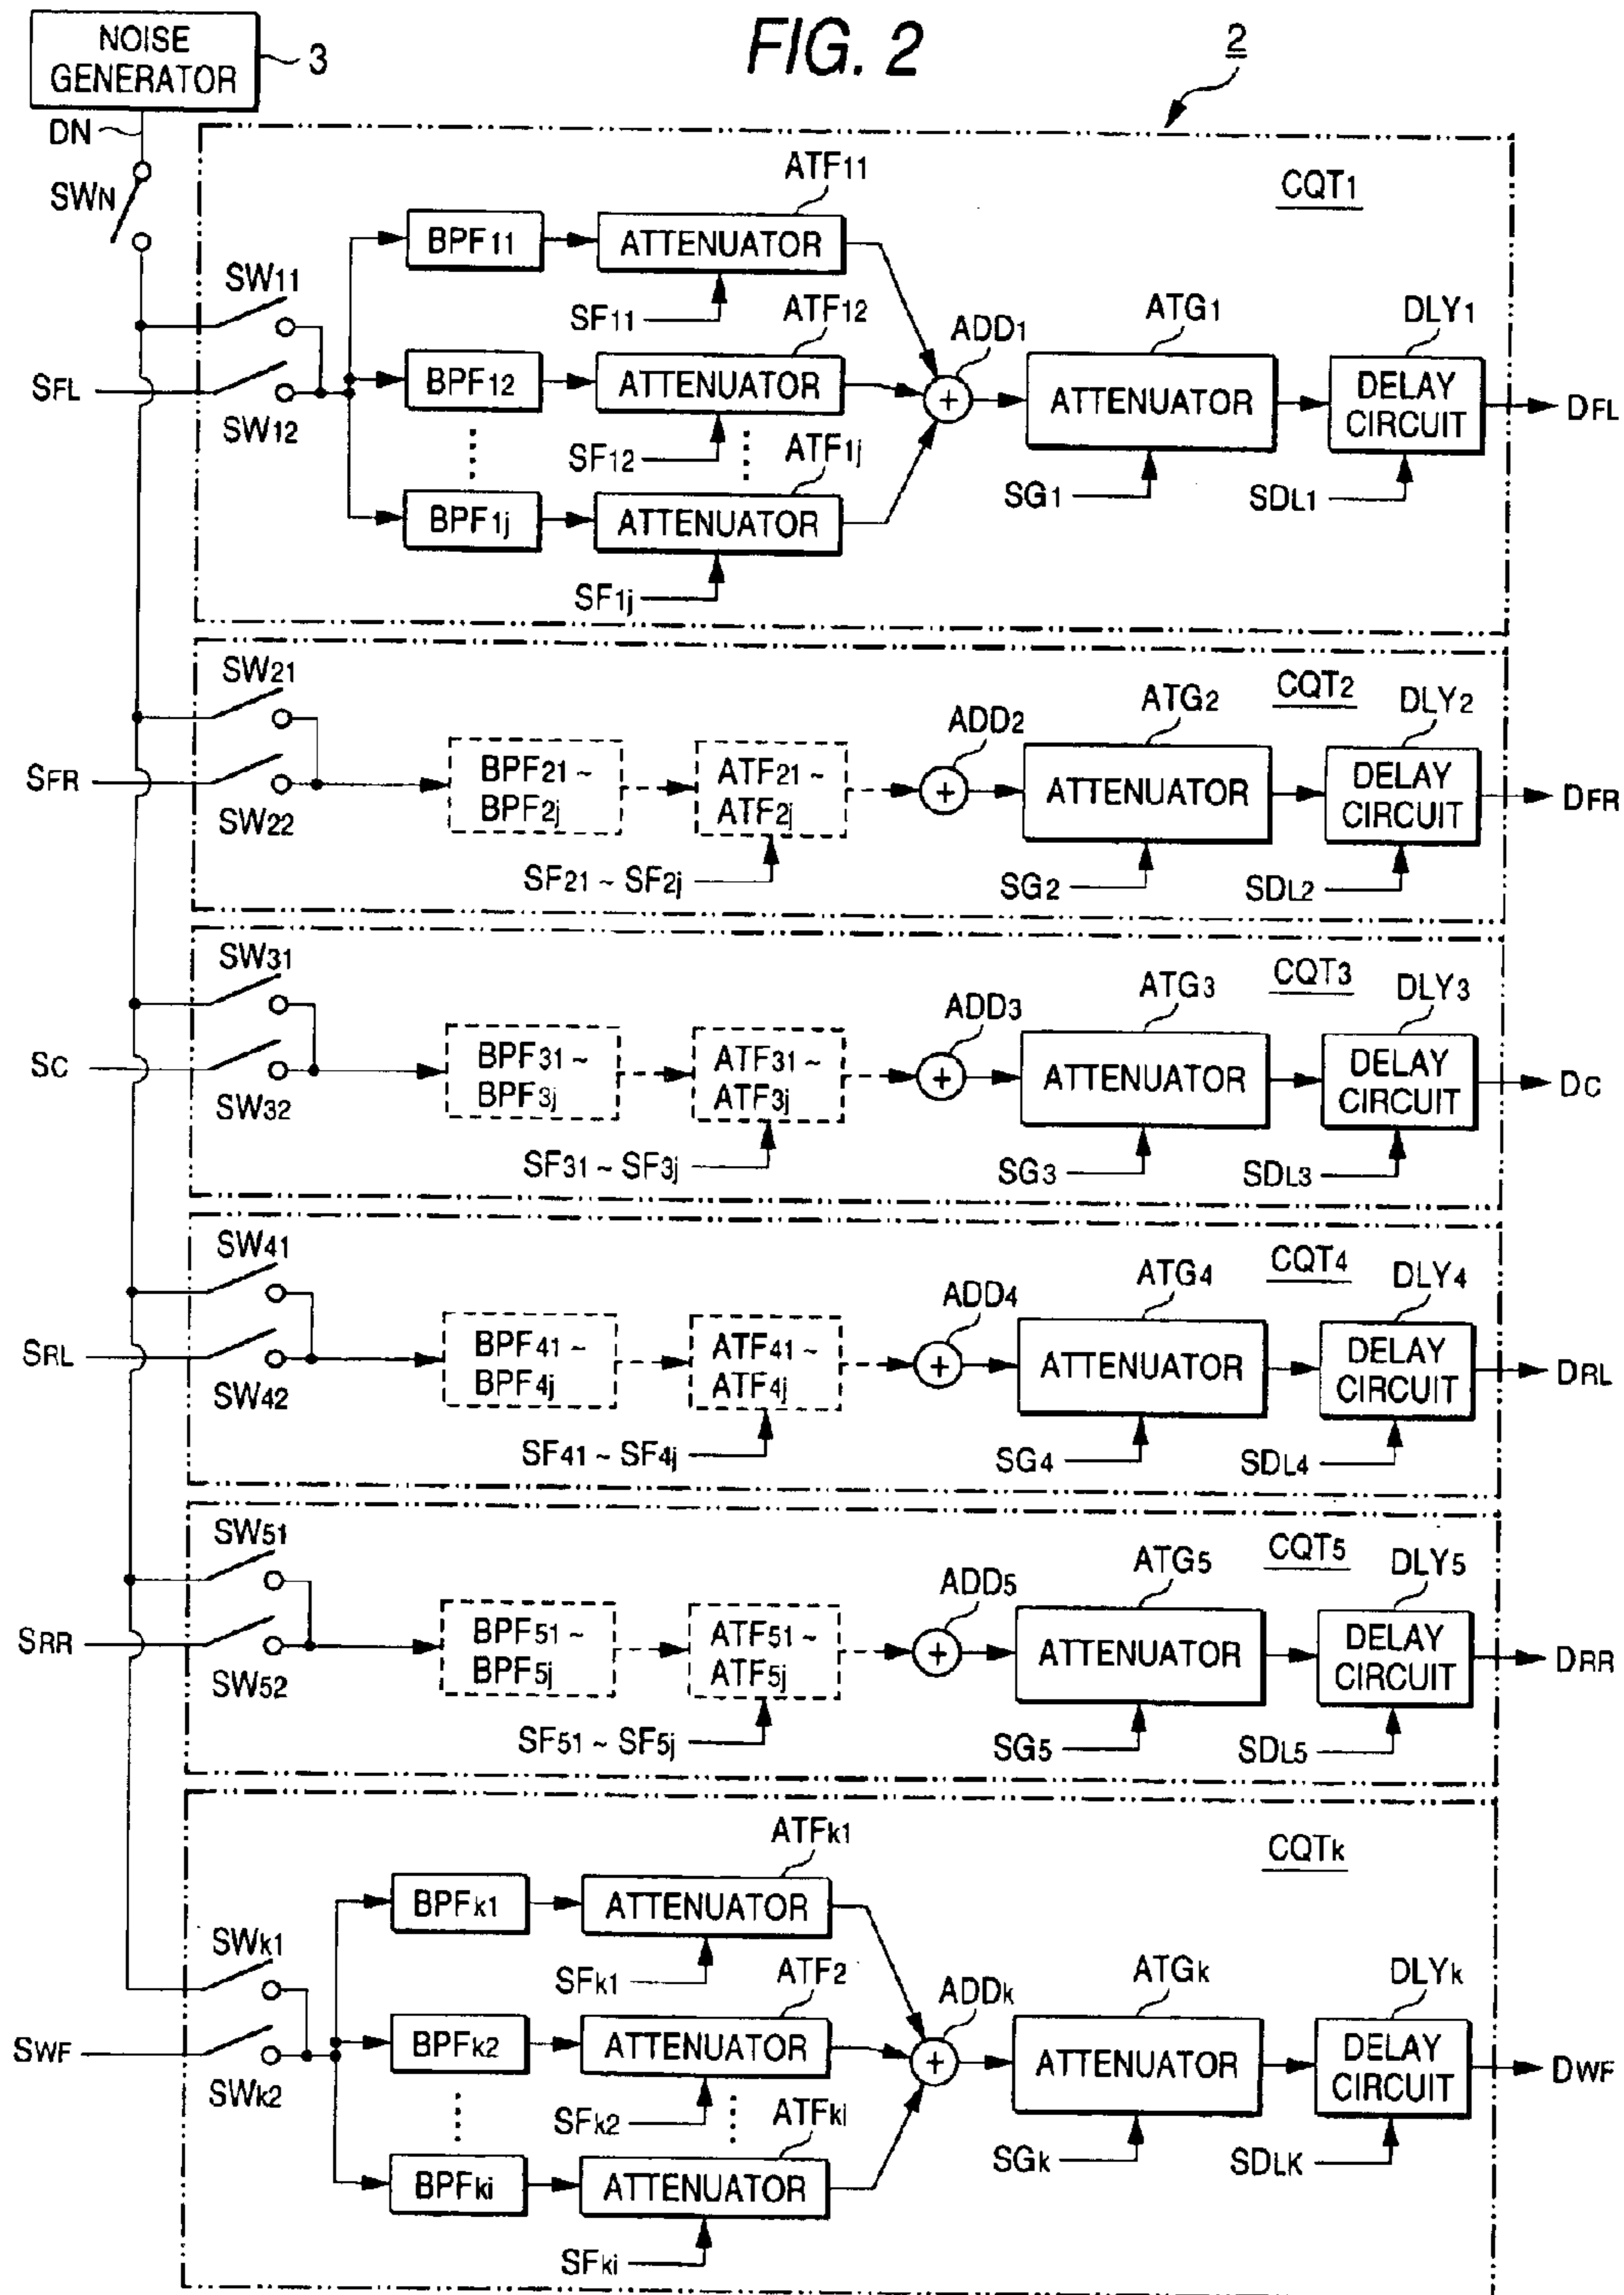 FIG. 2
2
NOISE
GENERATOR
3
DN
SWN
CQT1
ATF11
BPF11
ATTENUATOR
SW11
SF11
ATF12
ADD1
ATG1
DLY1
SFL
BPF12
ATTENUATOR
ATTENUATOR
DELAY
CIRCUIT
DFL
SW12
SF12
ATF1j
SG1
SDL1
BPF1j
ATTENUATOR
SF1j
SW21
CQT2
ADD2
ATG2
DLY2
SFR
BPF21 ~
BPF2j
ATF21 ~
ATF2j
ATTENUATOR
DELAY
CIRCUIT
DFR
SW22
SF21 ~ SF2j
SG2
SDL2
SW31
CQT3
ADD3
ATG3
DLY3
SC
BPF31 ~
BPF3j
ATF31 ~
ATF3j
ATTENUATOR
DELAY
CIRCUIT
DC
SW32
SF31 ~ SF3j
SG3
SDL3
SW41
CQT4
ADD4
ATG4
DLY4
SRL
BPF41 ~
BPF4j
ATF41 ~
ATF4j
ATTENUATOR
DELAY
CIRCUIT
DRL
SW42
SF41 ~ SF4j
SG4
SDL4
SW51
CQT5
ADD5
ATG5
DLY5
SRR
BPF51 ~
BPF5j
ATF51 ~
ATF5j
ATTENUATOR
DELAY
CIRCUIT
DRR
SW52
SF51 ~ SF5j
SG5
SDL5
ATFk1
CQTk
BPFk1
ATTENUATOR
SWk1
SFk1
ATF2
ADDk
ATGk
DLYk
SWF
BPFk2
ATTENUATOR
ATTENUATOR
DELAY
CIRCUIT
DWF
SWk2
SFk2
ATFki
SGk
SDLK
BPFki
ATTENUATOR
SFki